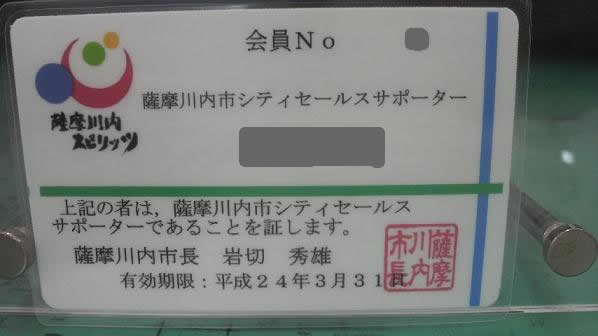 会員No
薩摩川内市シティセールスサポーター
薩摩川内
スピリッツ
上記の者は，薩摩川内市シティセールス
サポーターであることを証します。
薩摩川内市長　岩切　秀雄
有効期限：平成２４年３月３１日
薩摩
川内
市長